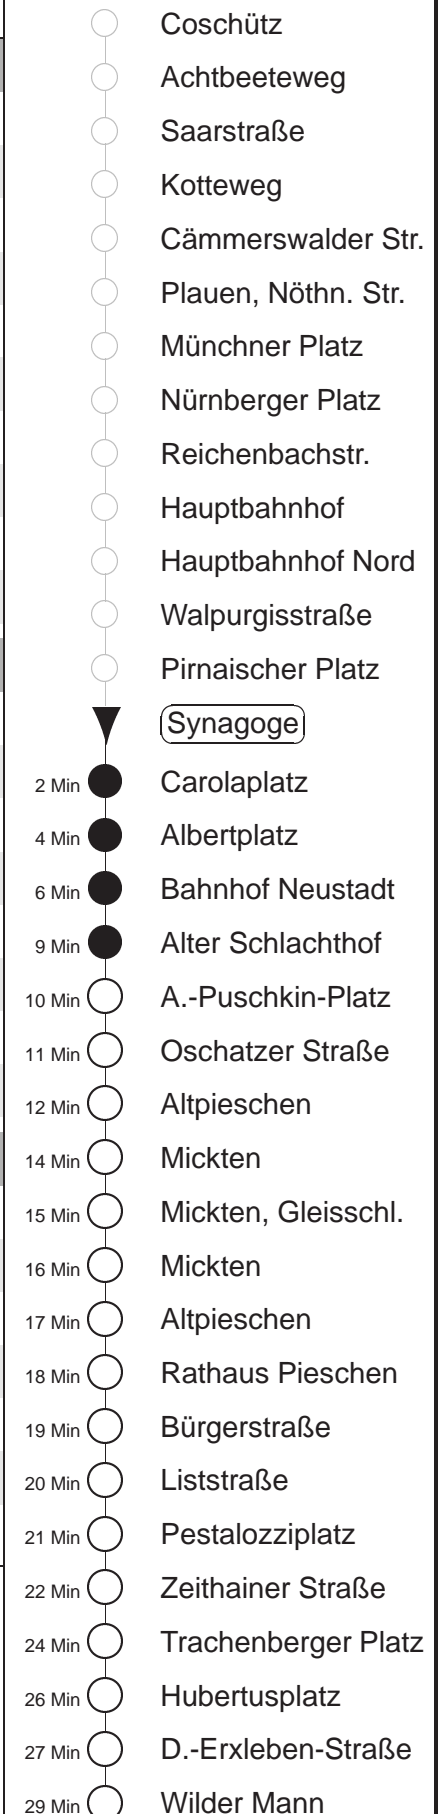 Coschütz
Achtbeeteweg
Saarstraße
Kotteweg
Cämmerswalder Str.
Plauen, Nöthn. Str.
Münchner Platz
Nürnberger Platz
Reichenbachstr.
Hauptbahnhof
Hauptbahnhof Nord
Walpurgisstraße
Pirnaischer Platz
Synagoge
2 Min Carolaplatz
4 Min Albertplatz
6 Min Bahnhof Neustadt
9 Min Alter Schlachthof
10 Min A.-Puschkin-Platz
11 Min Oschatzer Straße
12 Min Altpieschen
14 Min Mickten
15 Min Mickten, Gleisschl.
16 Min Mickten
17 Min Altpieschen
18 Min Rathaus Pieschen
19 Min Bürgerstraße
20 Min Liststraße
21 Min Pestalozziplatz
22 Min Zeithainer Straße
24 Min Trachenberger Platz
26 Min Hubertusplatz
27 Min D.-Erxleben-Straße
29 Min Wilder Mann